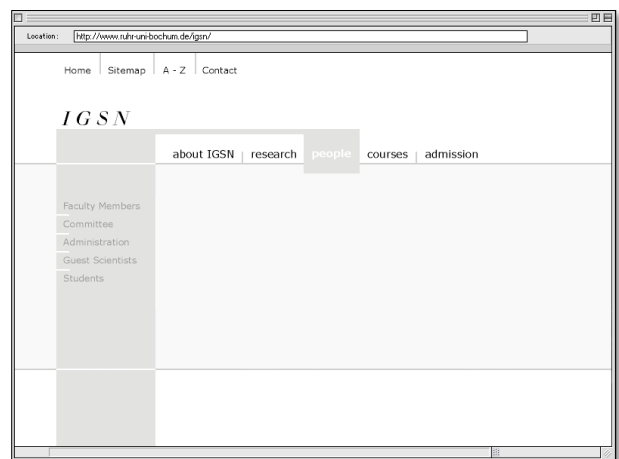 Location: http://www.ruhr-uni-bochum.de/igsn/
Home Sitemap A - Z Contact
IGSN
about IGSN research people courses admission
Faculty Members
Committee
Administration
Guest Scientists
Students